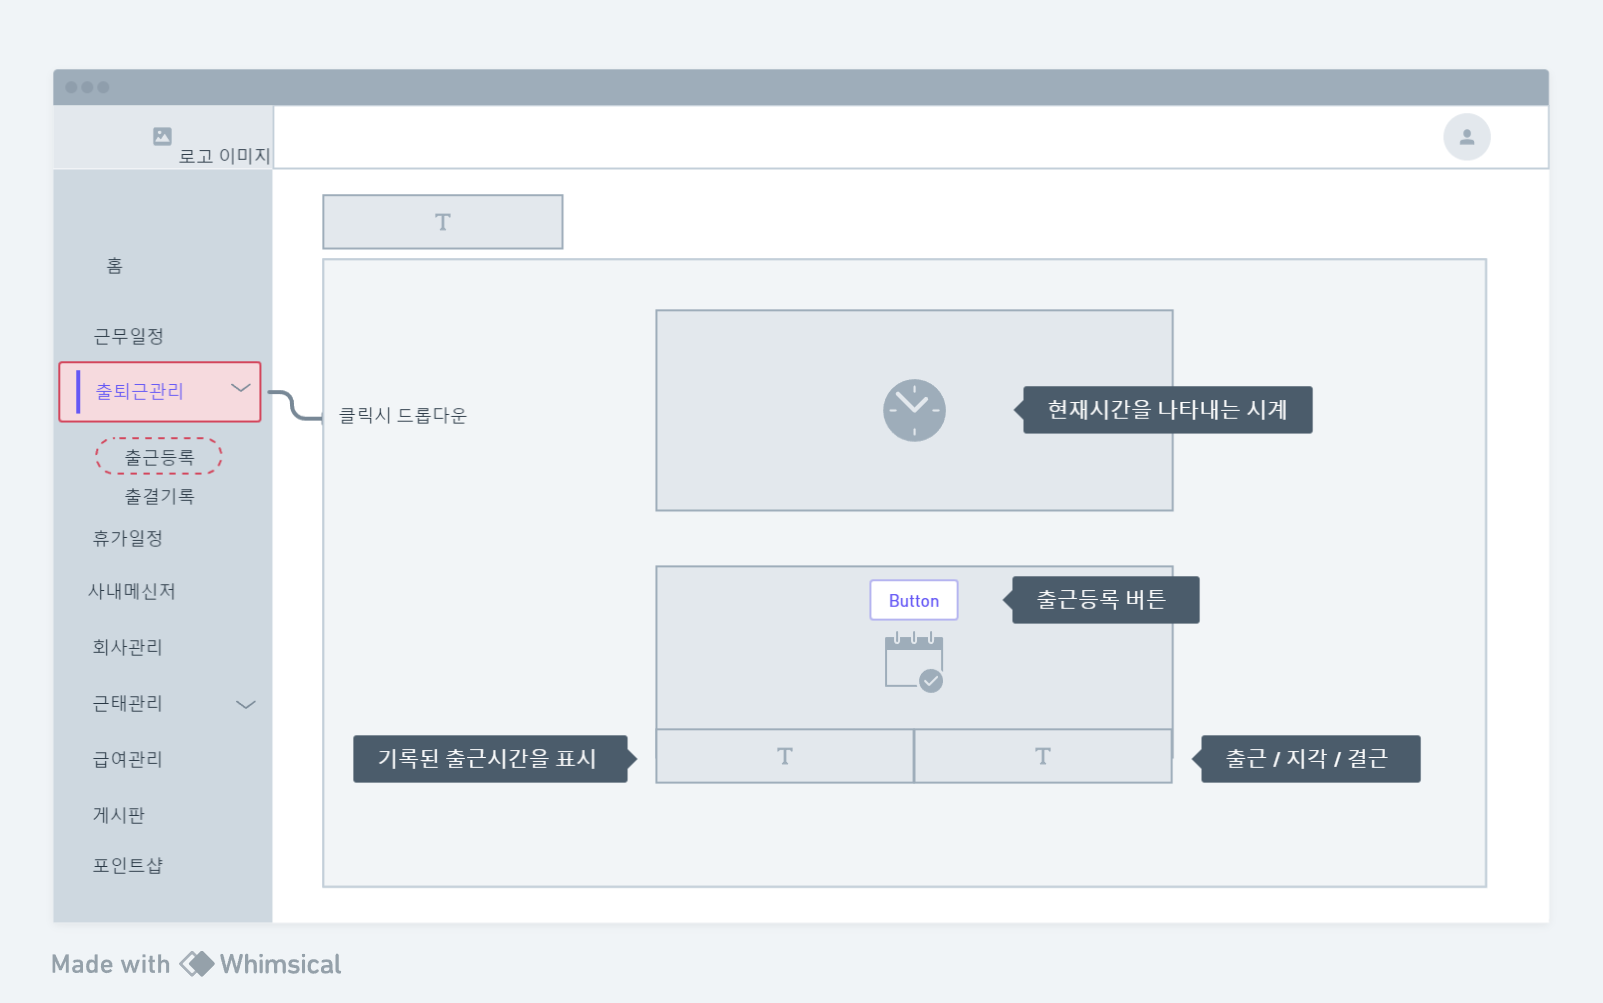 로고 이미지
T
홈
근무일정
출퇴근관리
클릭시 드롭다운
현재시간을 나타내는 시계
출근등록
출결기록
휴가일정
사내메신저
회사관리
근태관리
급여관리
게시판
포인트샵
Button
출근등록 버튼
기록된 출근시간을 표시
T
T
출근 / 지각 / 결근
Made with Whimsical